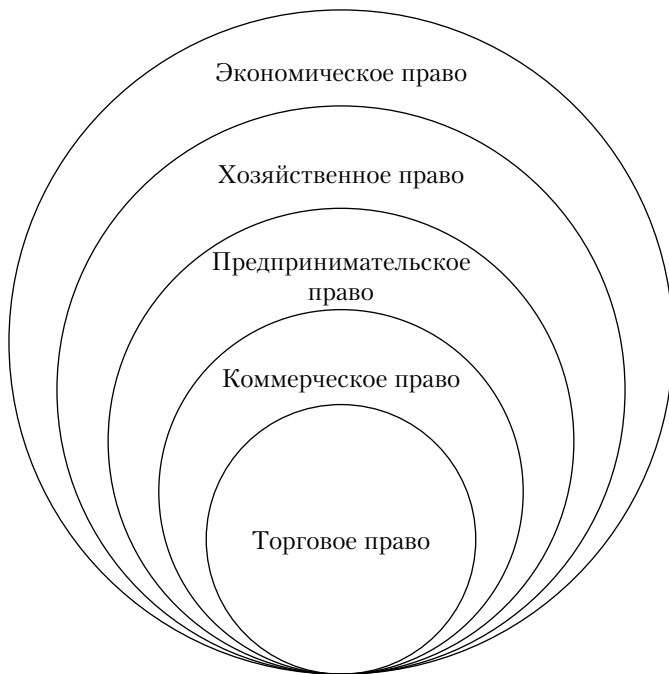 Экономическое право
Хозяйственное право
Предпринимательское
право
Коммерческое право
Торговое право